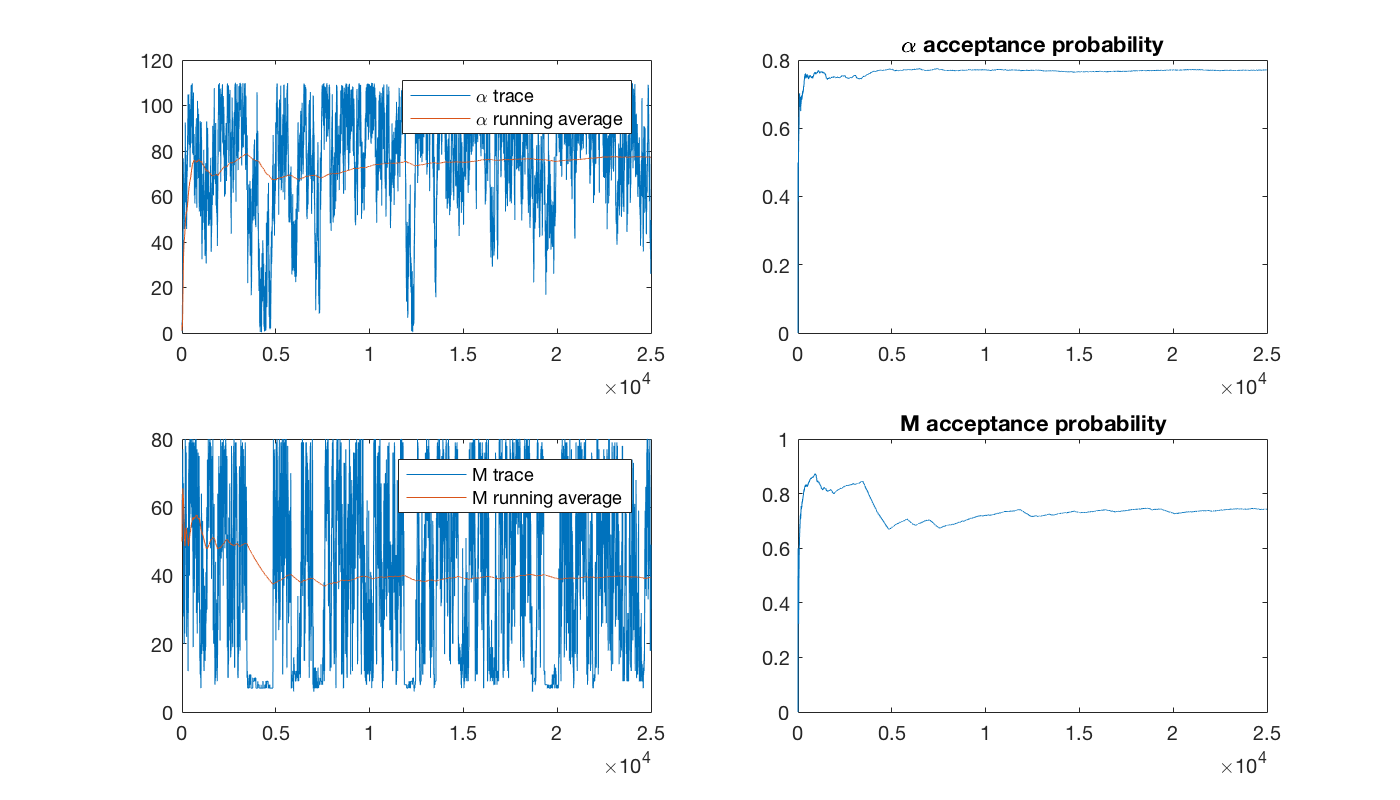 120
100
80
60
40
20
0
α trace
α running average
0 0.5 1 1.5 2 2.5
×10^4
α acceptance probability
0.8
0.6
0.4
0.2
0
0 0.5 1 1.5 2 2.5
×10^4
80
60
40
20
0
M trace
M running average
0 0.5 1 1.5 2 2.5
×10^4
M acceptance probability
1
0.8
0.6
0.4
0.2
0
0 0.5 1 1.5 2 2.5
×10^4